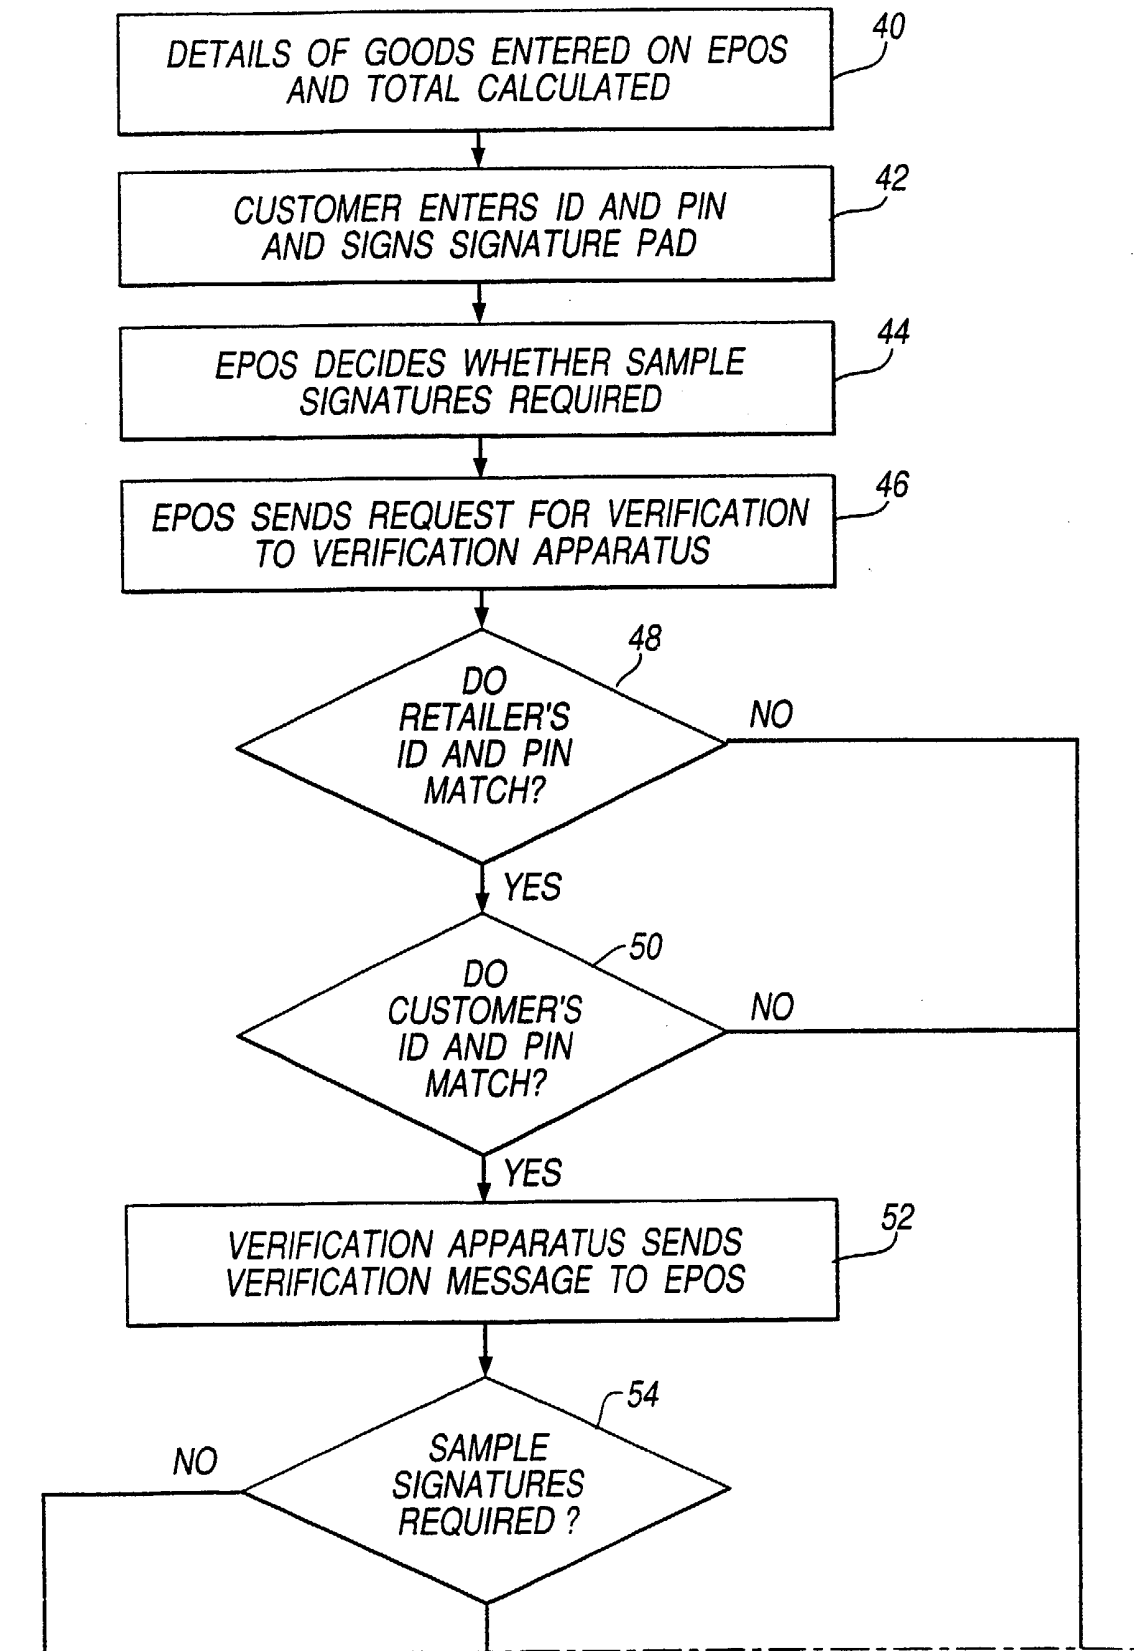 DETAILS OF GOODS ENTERED ON EPOS
AND TOTAL CALCULATED
40
CUSTOMER ENTERS ID AND PIN
AND SIGNS SIGNATURE PAD
42
EPOS DECIDES WHETHER SAMPLE
SIGNATURES REQUIRED
44
EPOS SENDS REQUEST FOR VERIFICATION
TO VERIFICATION APPARATUS
46
48
DO
RETAILER'S
ID AND PIN
MATCH?
NO
YES
50
DO
CUSTOMER'S
ID AND PIN
MATCH?
NO
YES
VERIFICATION APPARATUS SENDS
VERIFICATION MESSAGE TO EPOS
52
54
SAMPLE
SIGNATURES
REQUIRED ?
NO